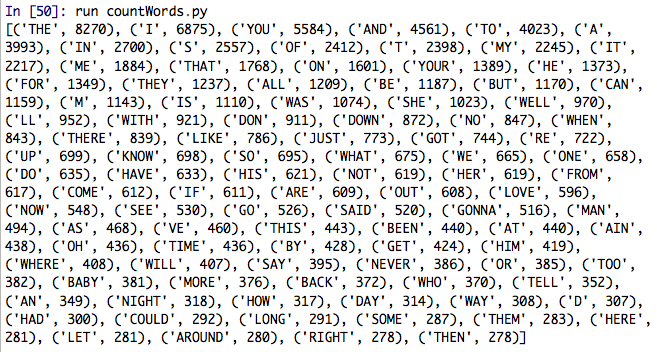 In [50]: run countWords.py
[('THE', 8270), ('I', 6875), ('YOU', 5584), ('AND', 4561), ('TO', 4023), ('A',
3993), ('IN', 2700), ('S', 2557), ('OF', 2412), ('T', 2398), ('MY', 2245), ('IT',
2217), ('ME', 1884), ('THAT', 1768), ('ON', 1601), ('YOUR', 1389), ('HE', 1373),
('FOR', 1349), ('THEY', 1237), ('ALL', 1209), ('BE', 1187), ('BUT', 1170), ('CAN',
1159), ('M', 1143), ('IS', 1110), ('WAS', 1074), ('SHE', 1023), ('WELL', 970),
('LL', 952), ('WITH', 921), ('DON', 911), ('DOWN', 872), ('NO', 847), ('WHEN',
843), ('THERE', 839), ('LIKE', 786), ('JUST', 773), ('GOT', 744), ('RE', 722),
('UP', 699), ('KNOW', 698), ('SO', 695), ('WHAT', 675), ('WE', 665), ('ONE', 658),
('DO', 635), ('HAVE', 633), ('HIS', 621), ('NOT', 619), ('HER', 619), ('FROM',
617), ('COME', 612), ('IF', 611), ('ARE', 609), ('OUT', 608), ('LOVE', 596),
('NOW', 548), ('SEE', 530), ('GO', 526), ('SAID', 520), ('GONNA', 516), ('MAN',
494), ('AS', 468), ('VE', 460), ('THIS', 443), ('BEEN', 440), ('AT', 440), ('AIN',
438), ('OH', 436), ('TIME', 436), ('BY', 428), ('GET', 424), ('HIM', 419),
('WHERE', 408), ('WILL', 407), ('SAY', 395), ('NEVER', 386), ('OR', 385), ('TOO',
382), ('BABY', 381), ('MORE', 376), ('BACK', 372), ('WHO', 370), ('TELL', 352),
('AN', 349), ('NIGHT', 318), ('HOW', 317), ('DAY', 314), ('WAY', 308), ('D', 307),
('HAD', 300), ('COULD', 292), ('LONG', 291), ('SOME', 287), ('THEM', 283), ('HERE',
281), ('LET', 281), ('AROUND', 280), ('RIGHT', 278), ('THEN', 278)]